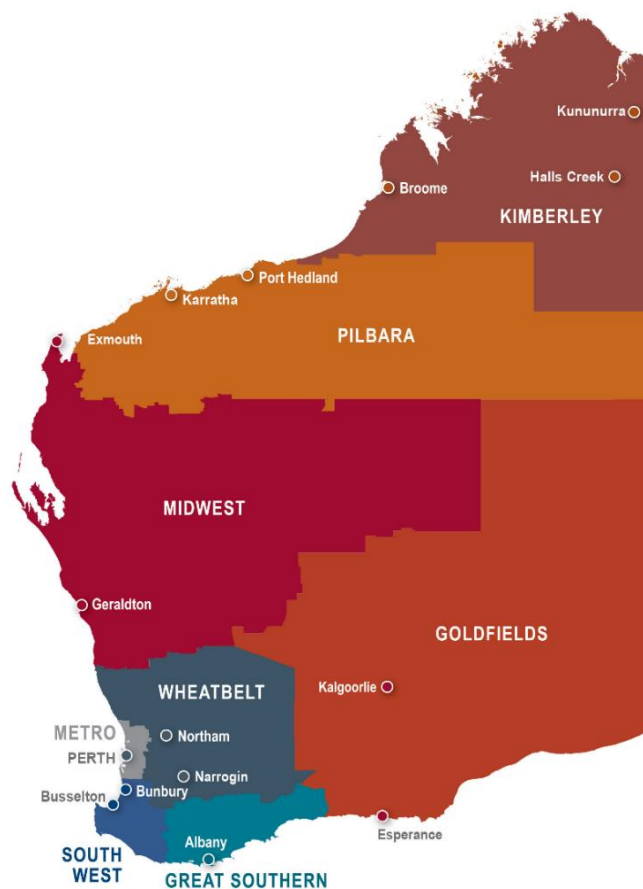 Kununurra
Halls Creek
Broome
KIMBERLEY
Port Hedland
Karratha
Exmouth
PILBARA
MIDWEST
Geraldton
GOLDFIELDS
Kalgoorlie
WHEATBELT
METRO
Northam
PERTH
Narrogin
Bunbury
Busselton
Esperance
Albany
SOUTH
WEST
GREAT SOUTHERN